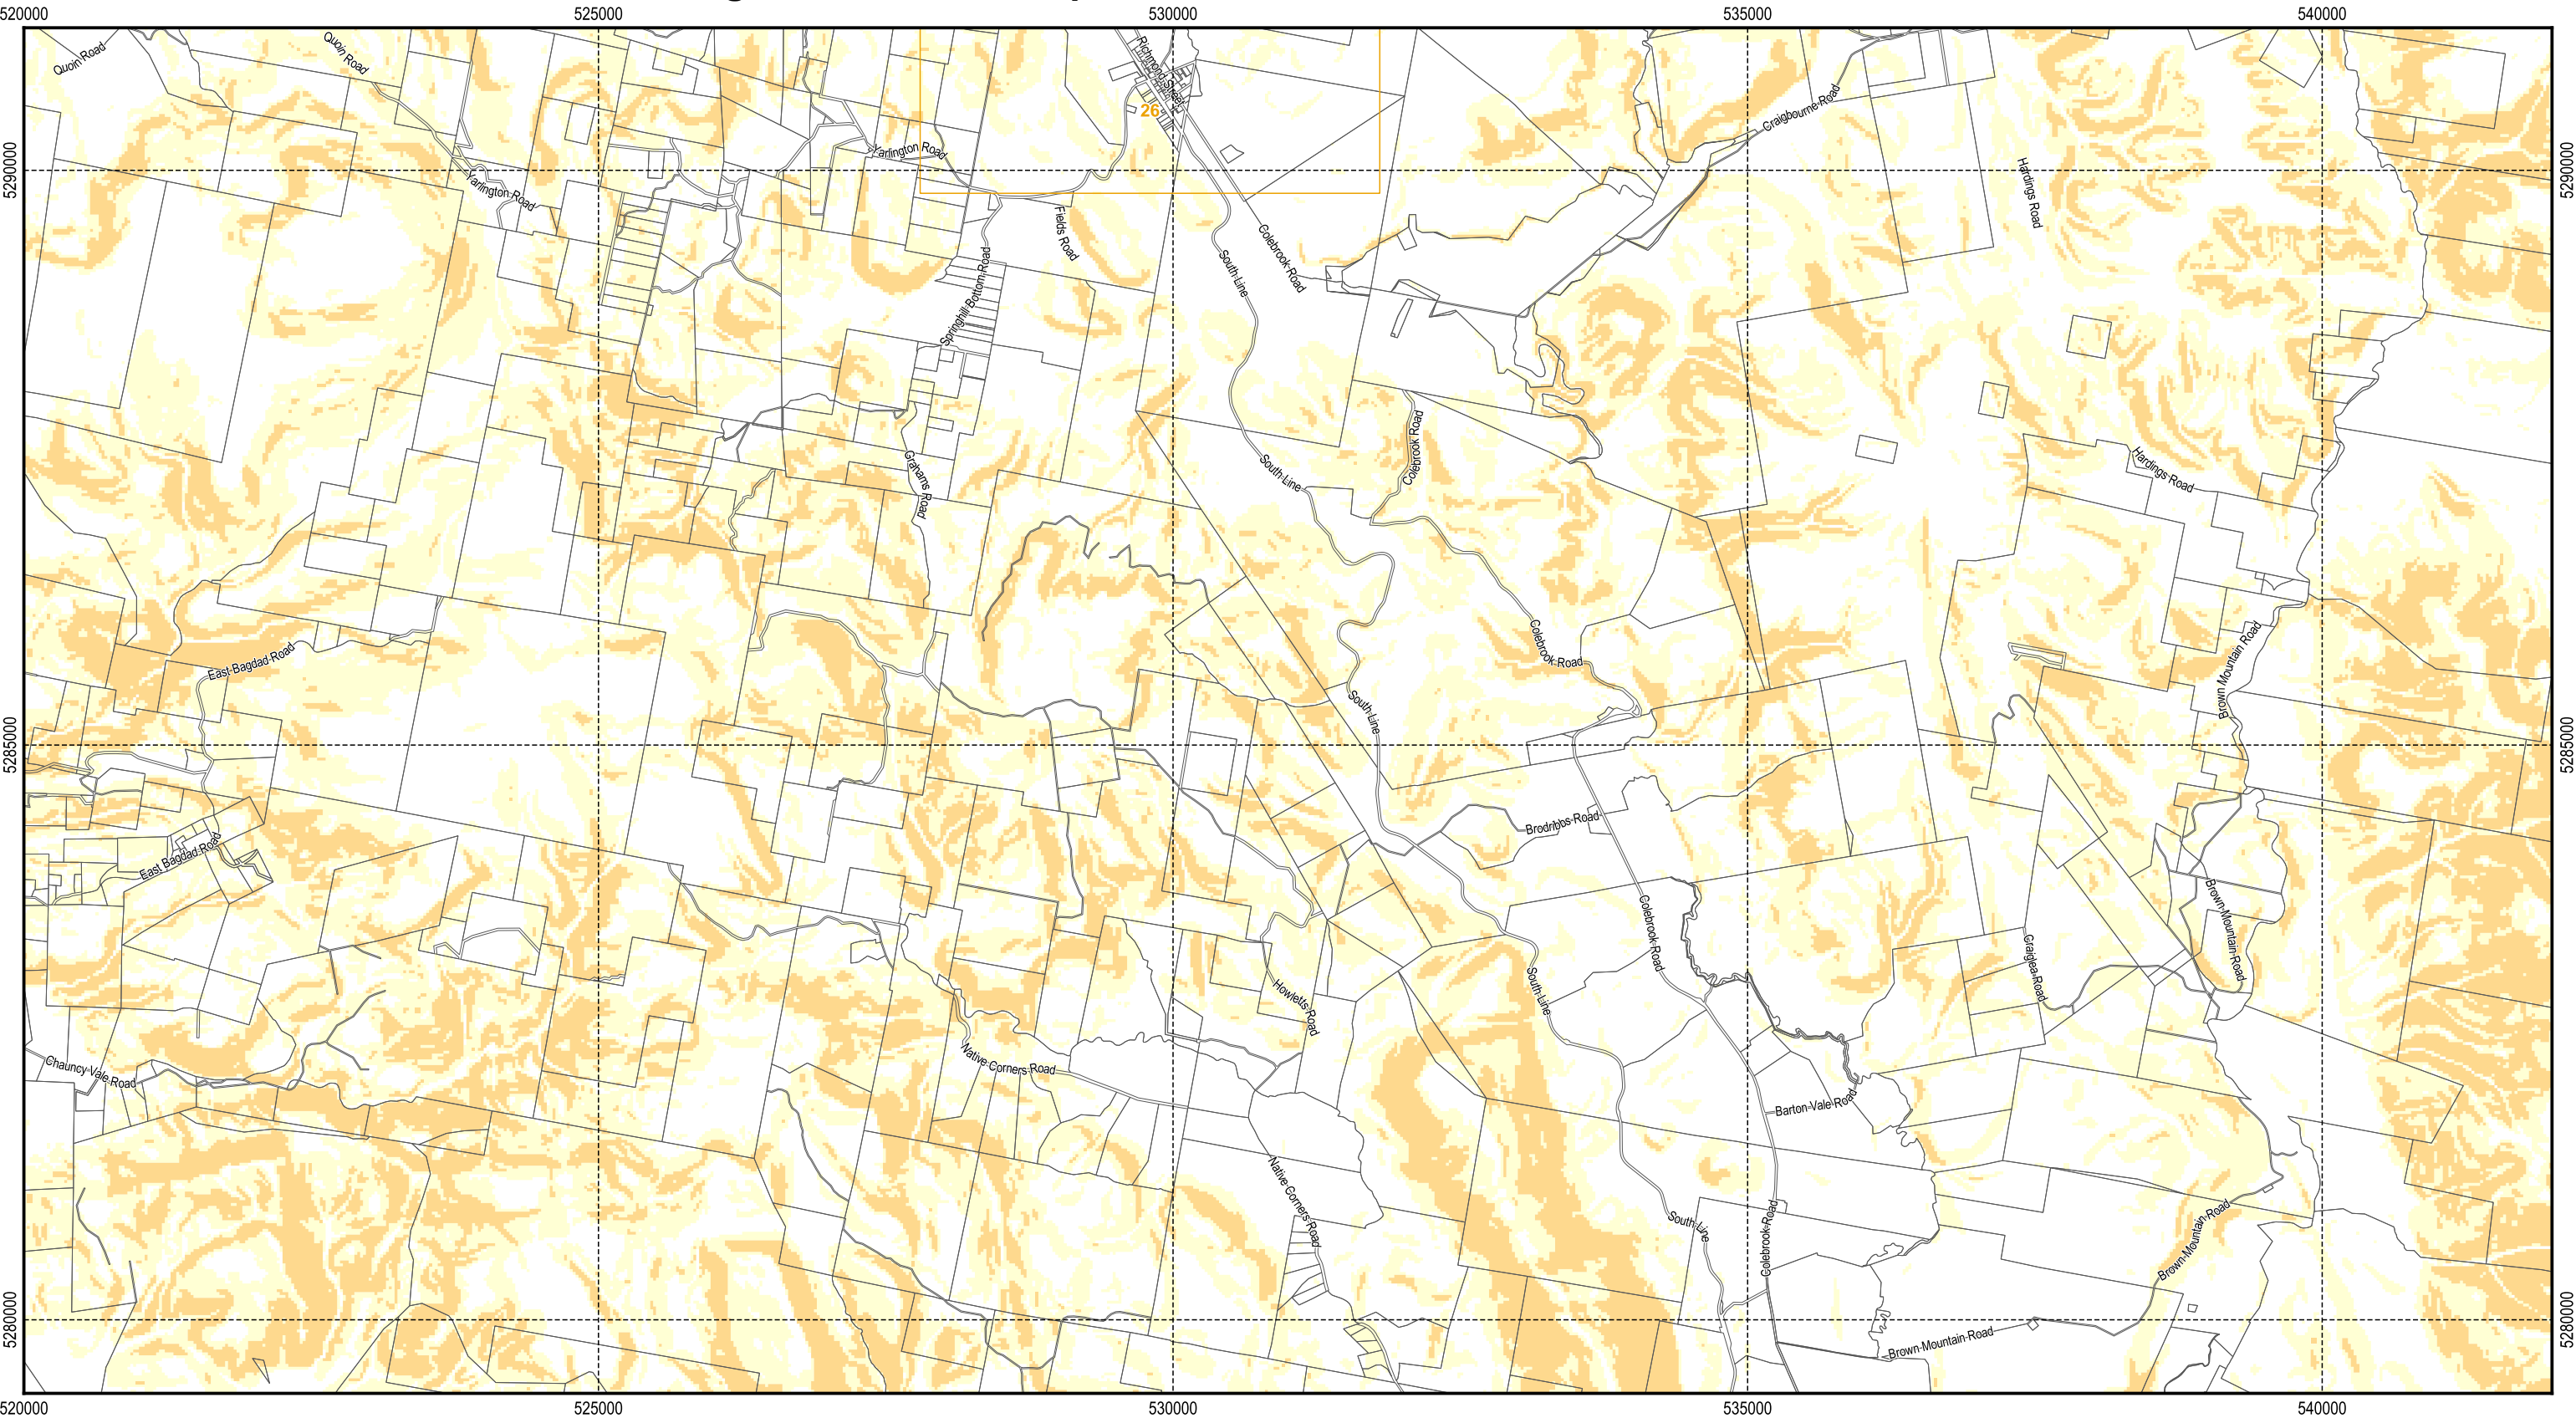 520000
525000
530000
535000
540000
Quoin Road
Quoin Road
Richmond Street
26
Craigbourne Road
Yarlington Road
5290000
5290000
Yarlington Road
Hardings Road
Fields Road
Colebrook Road
South Line
Springhill Bottom Road
Colebrook Road
South Line
Grahams Road
Hardings Road
Colebrook Road
East Bagdad Road
Brown Mountain Road
South Line
5285000
5285000
Brodribbs Road
East Bagdad Road
Brown Mountain Road
Colebrook Road
Craiglea Road
South Line
Howletts Road
Native Corners Road
Chauncy Vale Road
Barton Vale Road
Native Corners Road
South Line
Colebrook Road
Brown Mountain Road
5280000
5280000
Brown Mountain Road
520000
525000
530000
535000
540000